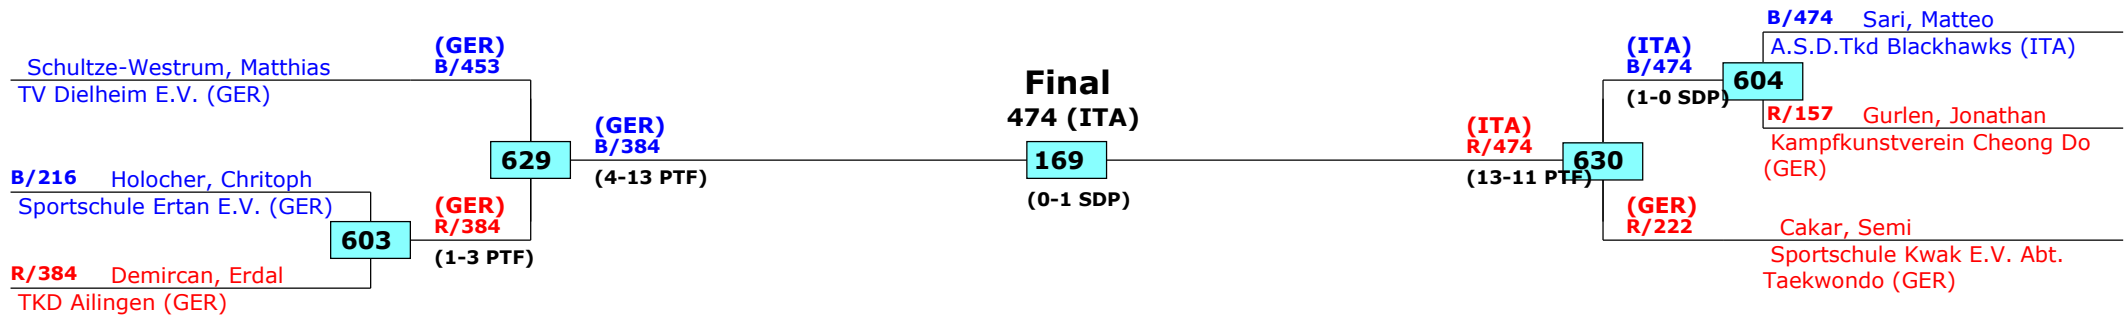 (GER)
B/453
Schultze-Westrum, Matthias
TV Dielheim E.V. (GER)
629
B/216 Holocher, Chritoph
Sportschule Ertan E.V. (GER)
603
(GER)
R/384
(1-3 PTF)
R/384 Demircan, Erdal
TKD Ailingen (GER)
(GER)
B/384
(4-13 PTF)
Final
474 (ITA)
169
(0-1 SDP)
(ITA)
R/474
(13-11 PTF)
630
(ITA)
B/474
(1-0 SDP)
604
B/474 Sari, Matteo
A.S.D.Tkd Blackhawks (ITA)
R/157 Gurlen, Jonathan
Kampfkunstverein Cheong Do
(GER)
(GER)
R/222
Cakar, Semi
Sportschule Kwak E.V. Abt.
Taekwondo (GER)